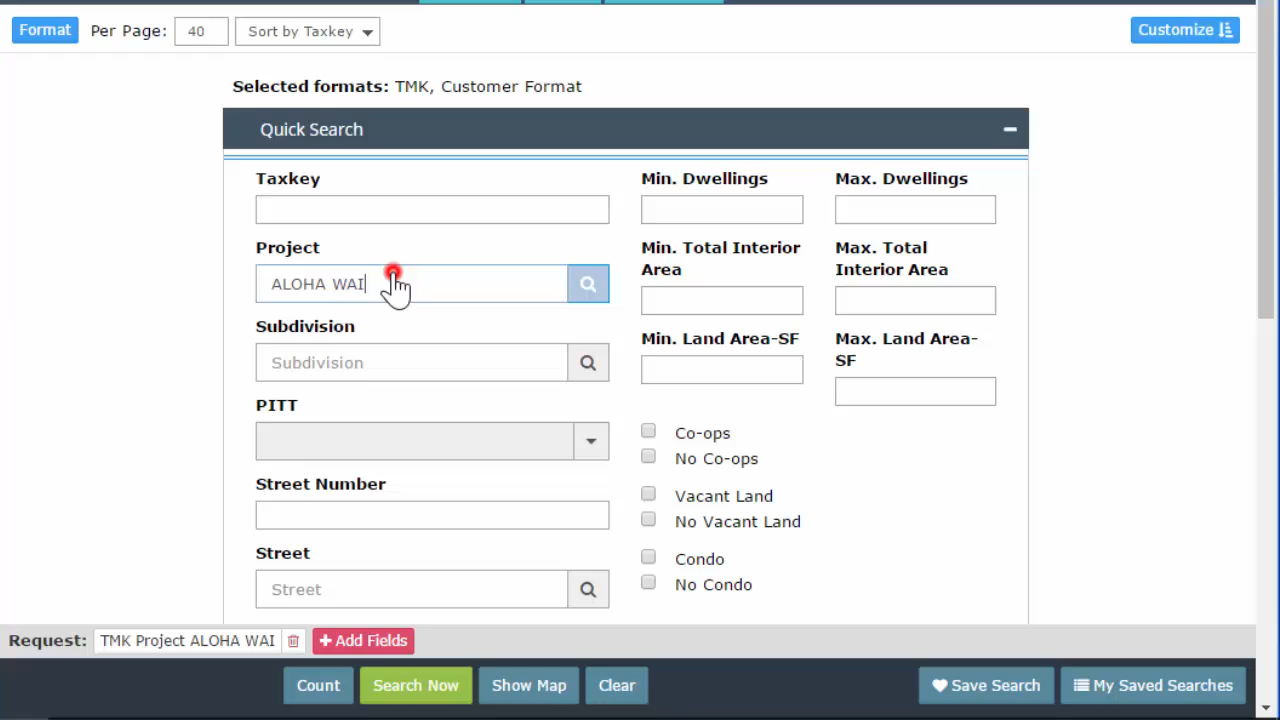 Format Per Page: 40 Sort by Taxkey Customize
Selected formats: TMK, Customer Format
Quick Search
Taxkey Min. Dwellings Max. Dwellings
Project Min. Total Interior Area Max. Total Interior Area
ALOHA WAI
Subdivision Min. Land Area-SF Max. Land Area-SF
Subdivision
PITT
Co-ops
No Co-ops
Street Number
Vacant Land
No Vacant Land
Street
Condo
Street No Condo
Request: TMK Project ALOHA WAI + Add Fields
Count Search Now Show Map Clear Save Search My Saved Searches